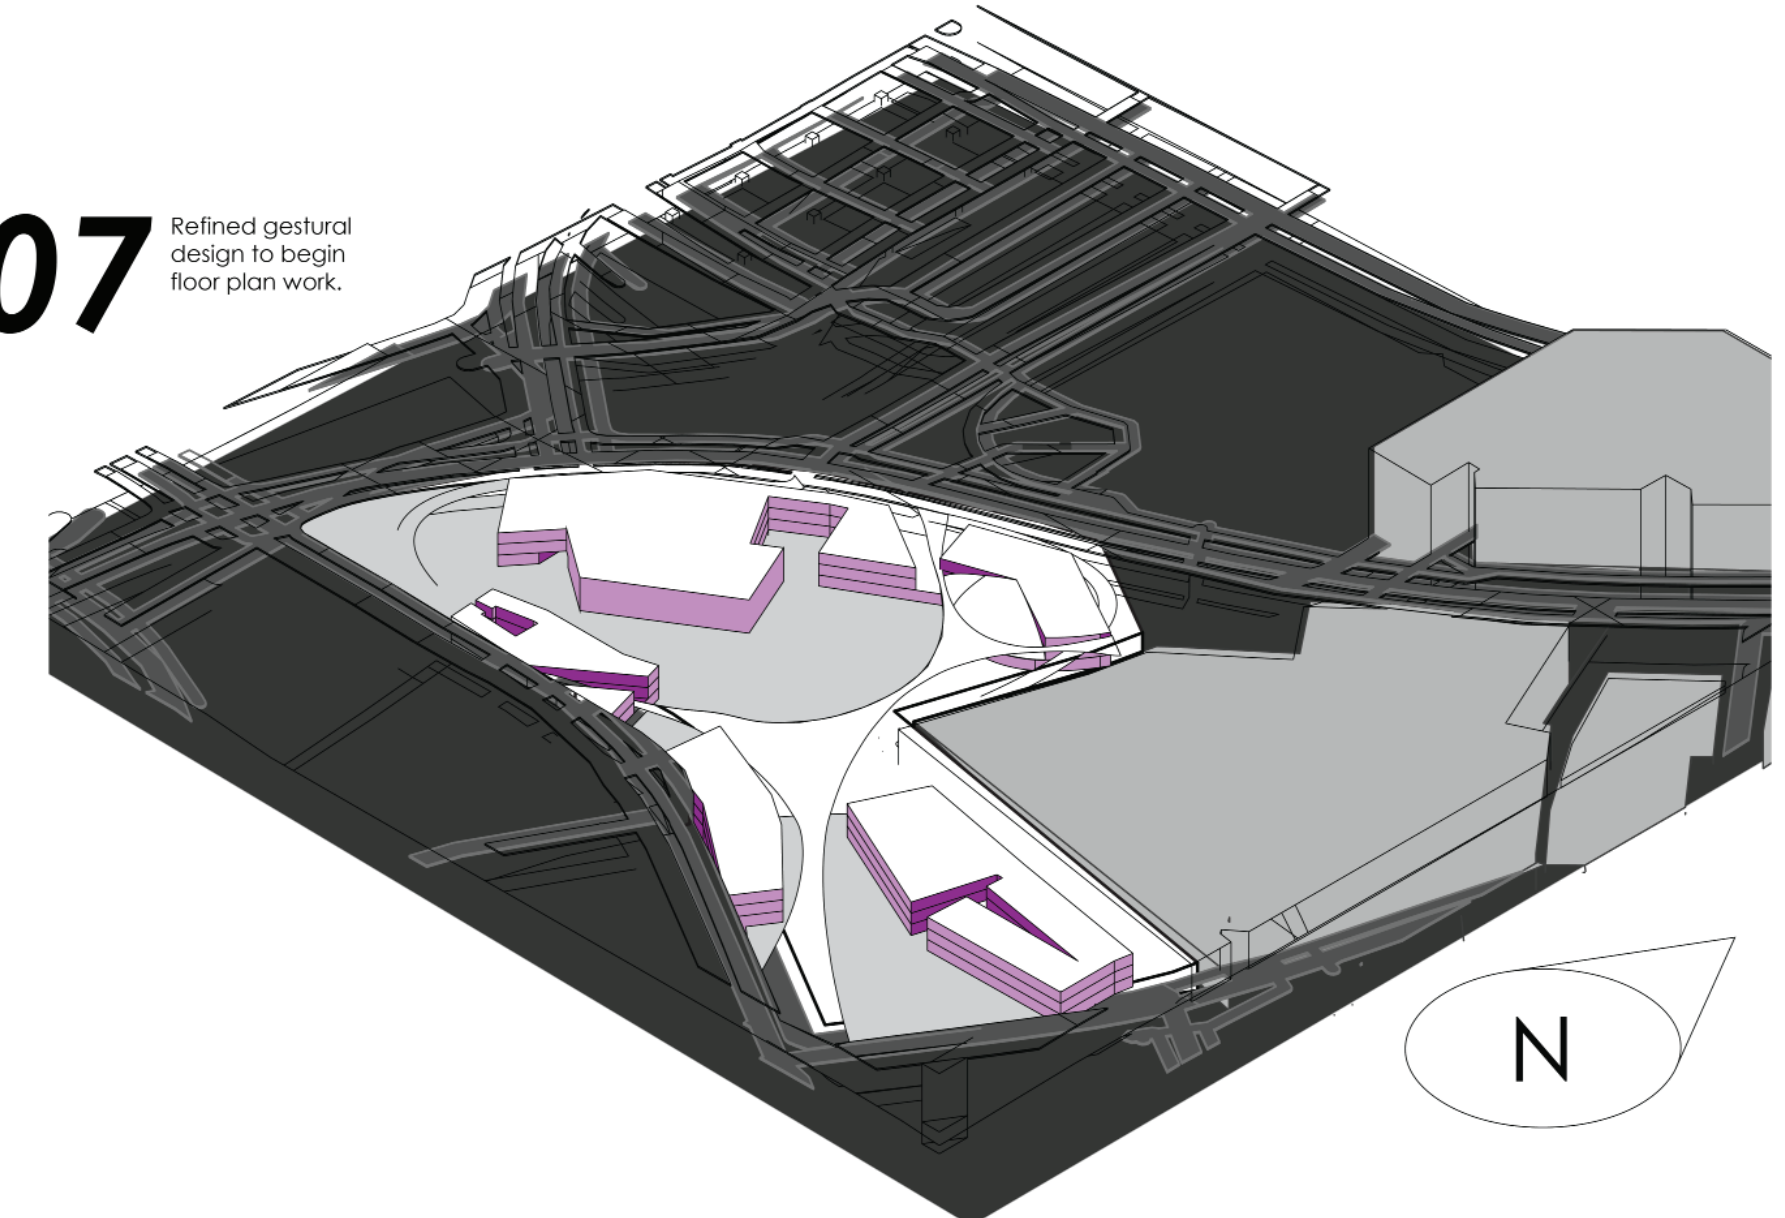 07
Refined gestural
design to begin
floor plan work.
N